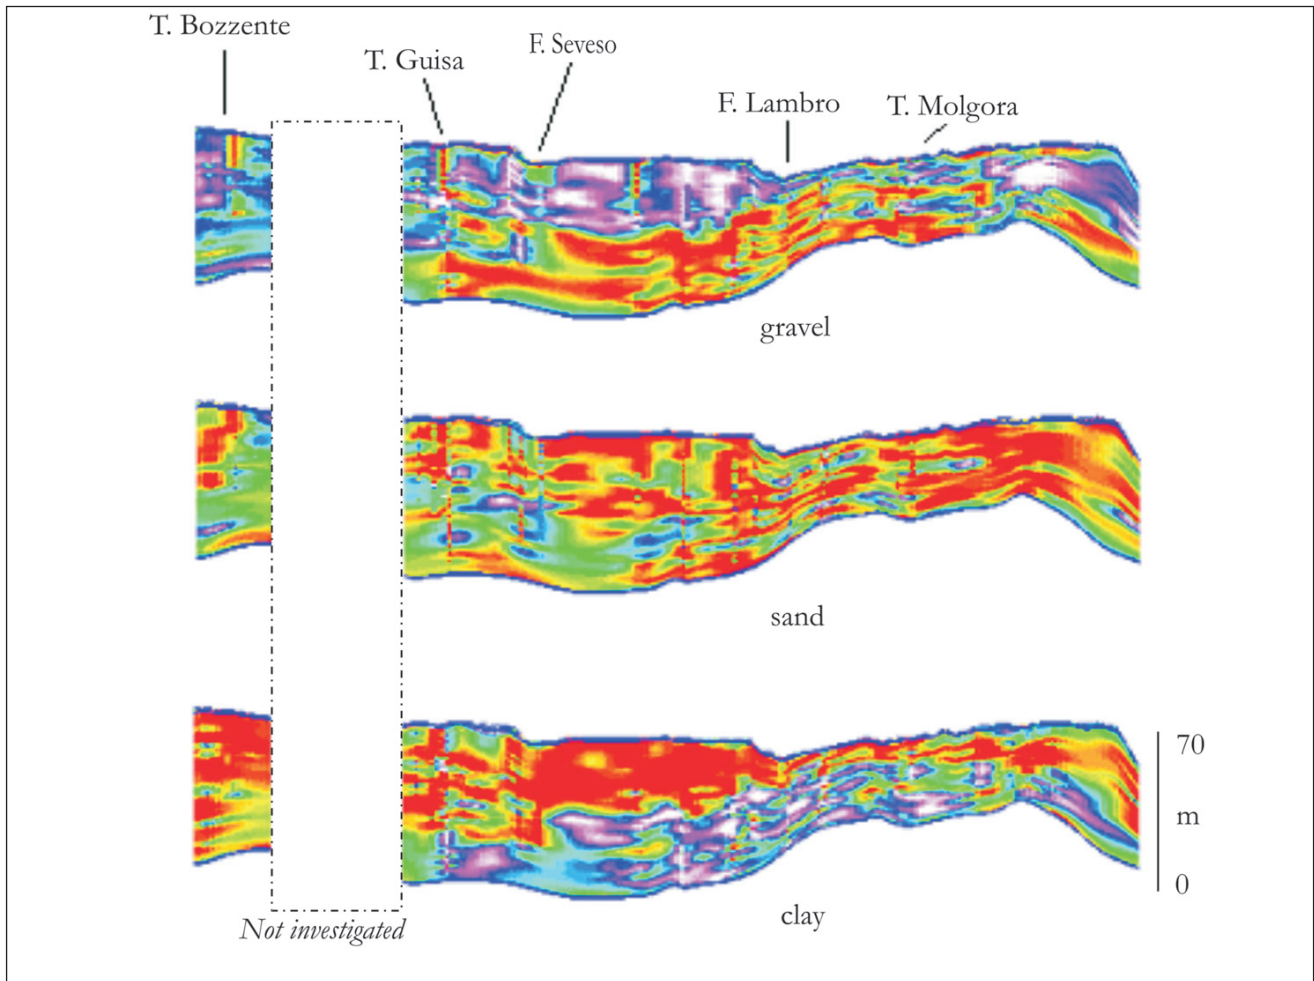 T. Bozzente
T. Guisa
F. Seveso
F. Lambro
T. Molgora
gravel
sand
70
m
0
clay
Not investigated